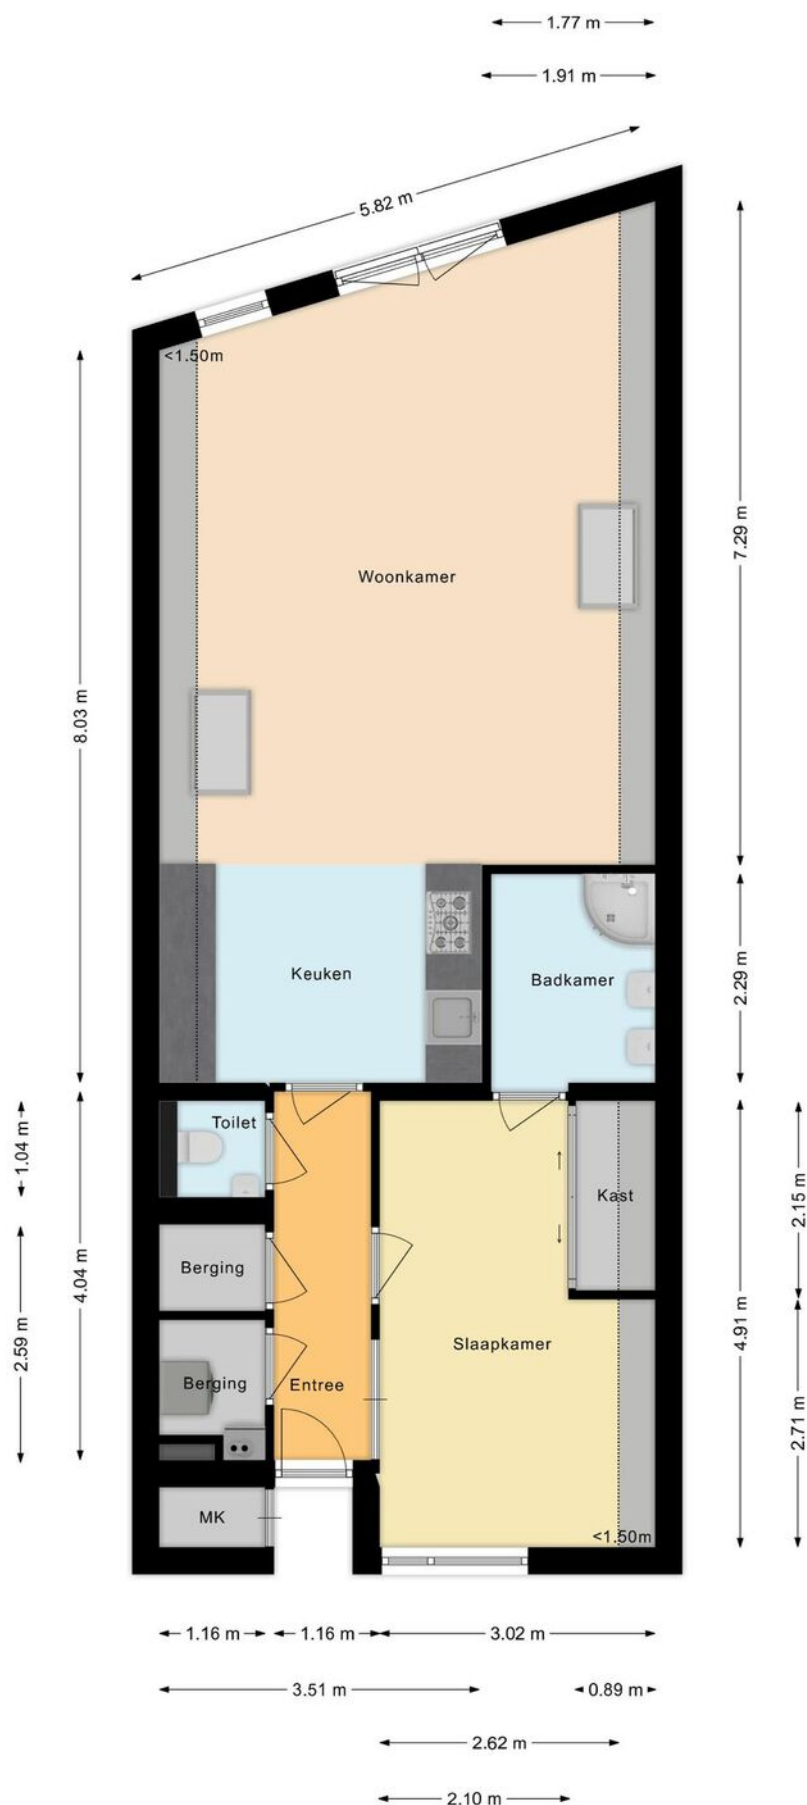 1.77 m
1.91 m
5.82 m
<1.50m
7.29 m
Woonkamer
8.03 m
Keuken
Badkamer
2.29 m
Toilet
1.04 m
Kast
2.15 m
Berging
4.04 m
4.91 m
2.59 m
Slaapkamer
Berging
Entree
2.71 m
MK
<1.50m
1.16 m
1.16 m
3.02 m
3.51 m
0.89 m
2.62 m
2.10 m